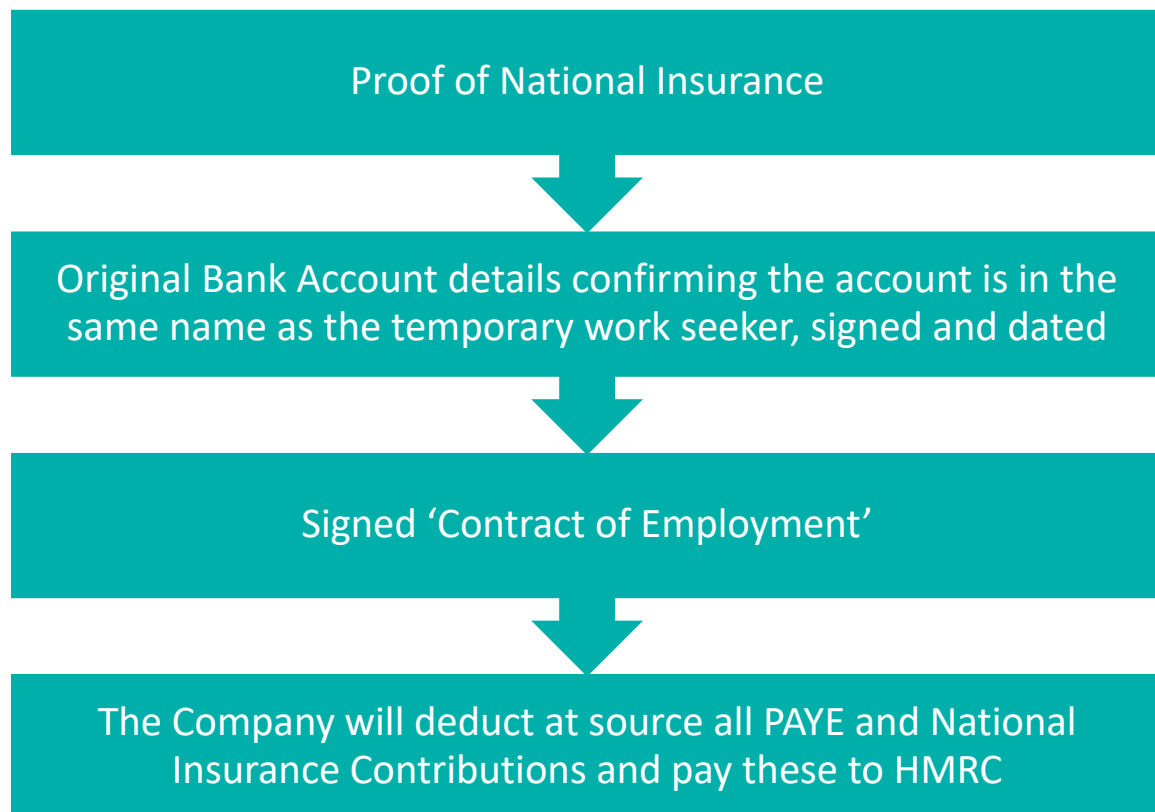 Proof of National Insurance
Original Bank Account details confirming the account is in the
same name as the temporary work seeker, signed and dated
Signed ‘Contract of Employment’
The Company will deduct at source all PAYE and National
Insurance Contributions and pay these to HMRC